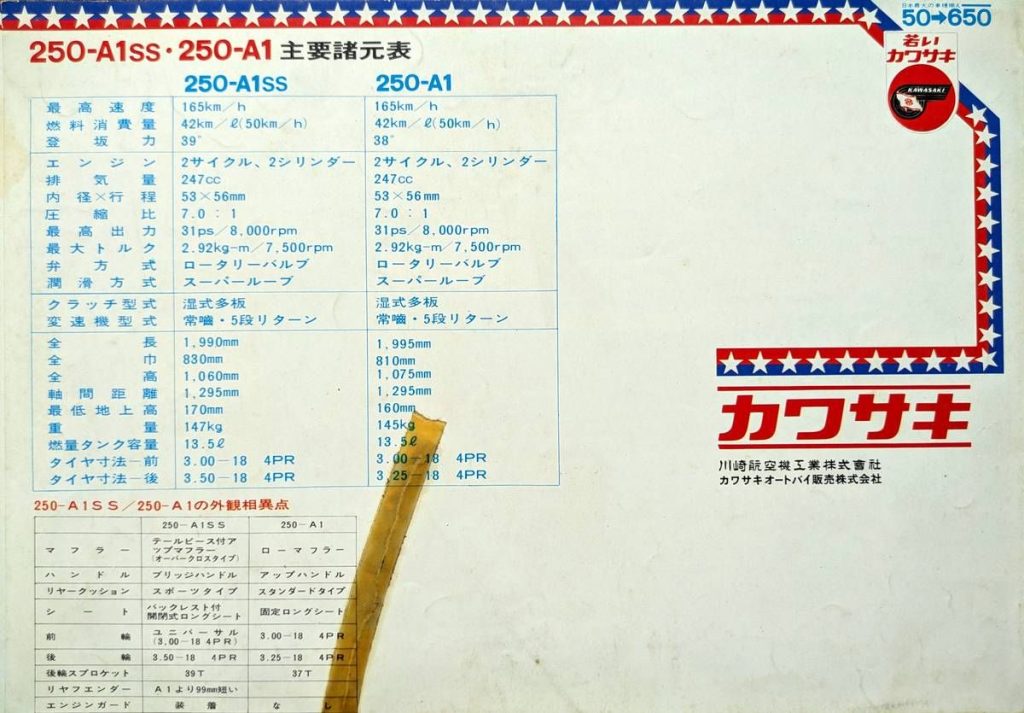 250-A1SS・250-A1 主要諸元表
50→650
若い
カワサキ
KAWASAKI
250-A1SS 250-A1
最高速度 165km/h 165km/h
燃料消費量 42km/ℓ(50km/h) 42km/ℓ(50km/h)
登坂力 39° 38°
エンジン 2サイクル、2シリンダー 2サイクル、2シリンダー
排気量 247cc 247cc
内径×行程 53×56mm 53×56mm
圧縮比 7.0：1 7.0：1
最高出力 31ps/8,000rpm 31ps/8,000rpm
最大トルク 2.92kg-m/7,500rpm 2.92kg-m/7,500rpm
弁方式 ロータリーバルブ ロータリーバルブ
潤滑方式 スーパールーブ スーパールーブ
クラッチ型式 湿式多板 湿式多板
変速機型式 常嚙・5段リターン 常嚙・5段リターン
全長 1,990mm 1,995mm
全巾 830mm 810mm
全高 1,060mm 1,075mm
軸間距離 1,295mm 1,295mm
最低地上高 170mm 160mm
重量 147kg 145kg
燃量タンク容量 13.5ℓ 13.5ℓ
タイヤ寸法−前 3.00−18 4PR 3.00−18 4PR
タイヤ寸法−後 3.50−18 4PR 3.25−18 4PR
カワサキ
川崎航空機工業株式會社
カワサキオートバイ販売株式会社
250−A1SS/250−A1の外観相異点
250−A1SS 250−A1
マフラー テールピース付アップマフラー(オーバークロスタイプ) ローマフラー
ハンドル ブリッジハンドル アップハンドル
リヤークッション スポーツタイプ スタンダードタイプ
シート バックレスト付開閉式ロングシート 固定ロングシート
前輪 ユニバーサル(3.00−18 4PR) 3.00−18 4PR
後輪 3.50−18 4PR 3.25−18 4PR
後輪スプロケット 39T 37T
リヤフエンダー A1より99mm短い
エンジンガード 装着 なし